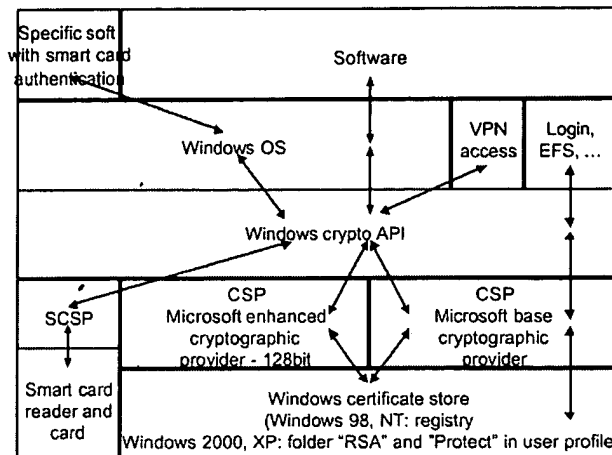 Specific soft
with smart card
authentication
Software
Windows OS
VPN
access
Login,
EFS, ...
Windows crypto API
SCSP
CSP
Microsoft enhanced
cryptographic
provider - 128bit
CSP
Microsoft base
cryptographic
provider
Smart card
reader and
card
Windows certificate store
(Windows 98, NT: registry
Windows 2000, XP: folder "RSA" and "Protect" in user profile